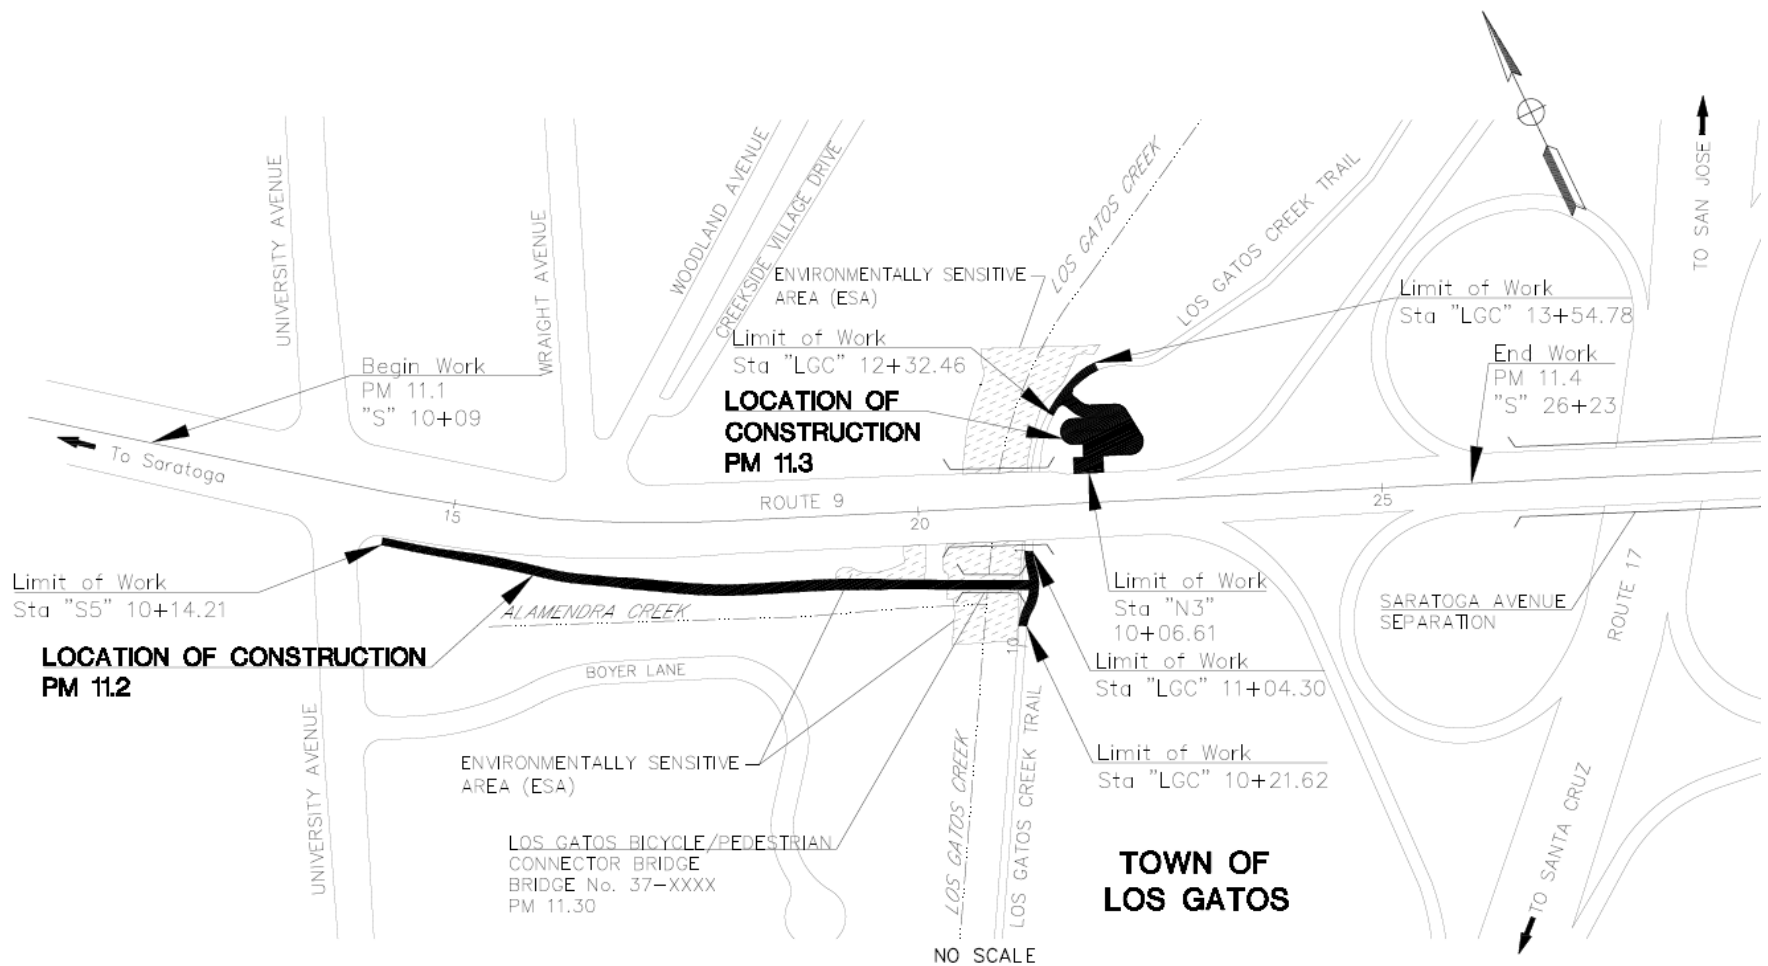 UNIVERSITY AVENUE
WRAIGHT AVENUE
WOODLAND AVENUE
CREEKSIDE VILLAGE DRIVE
LOS GATOS CREEK
LOS GATOS CREEK TRAIL
TO SAN JOSE
ENVIRONMENTALLY SENSITIVE
AREA (ESA)
Limit of Work
Sta "LGC" 13+54.78
Limit of Work
Sta "LGC" 12+32.46
End Work
PM 11.4
"S" 26+23
Begin Work
PM 11.1
"S" 10+09
LOCATION OF
CONSTRUCTION
PM 11.3
To Saratoga
15
ROUTE 9
20
25
Limit of Work
Sta "S5" 10+14.21
ALAMENDRA CREEK
Limit of Work
Sta "N3"
10+06.61
SARATOGA AVENUE
SEPARATION
ROUTE 17
LOCATION OF CONSTRUCTION
PM 11.2
BOYER LANE
10
Limit of Work
Sta "LGC" 11+04.30
UNIVERSITY AVENUE
ENVIRONMENTALLY SENSITIVE
AREA (ESA)
LOS GATOS CREEK
LOS GATOS CREEK TRAIL
Limit of Work
Sta "LGC" 10+21.62
LOS GATOS BICYCLE/PEDESTRIAN
CONNECTOR BRIDGE
BRIDGE No. 37-XXXX
PM 11.30
TOWN OF
LOS GATOS
TO SANTA CRUZ
NO SCALE